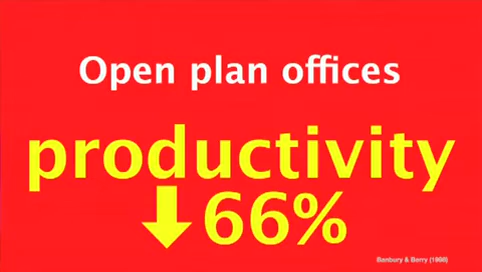 Open plan offices
productivity
↓66%
Banbury & Berry (1998)